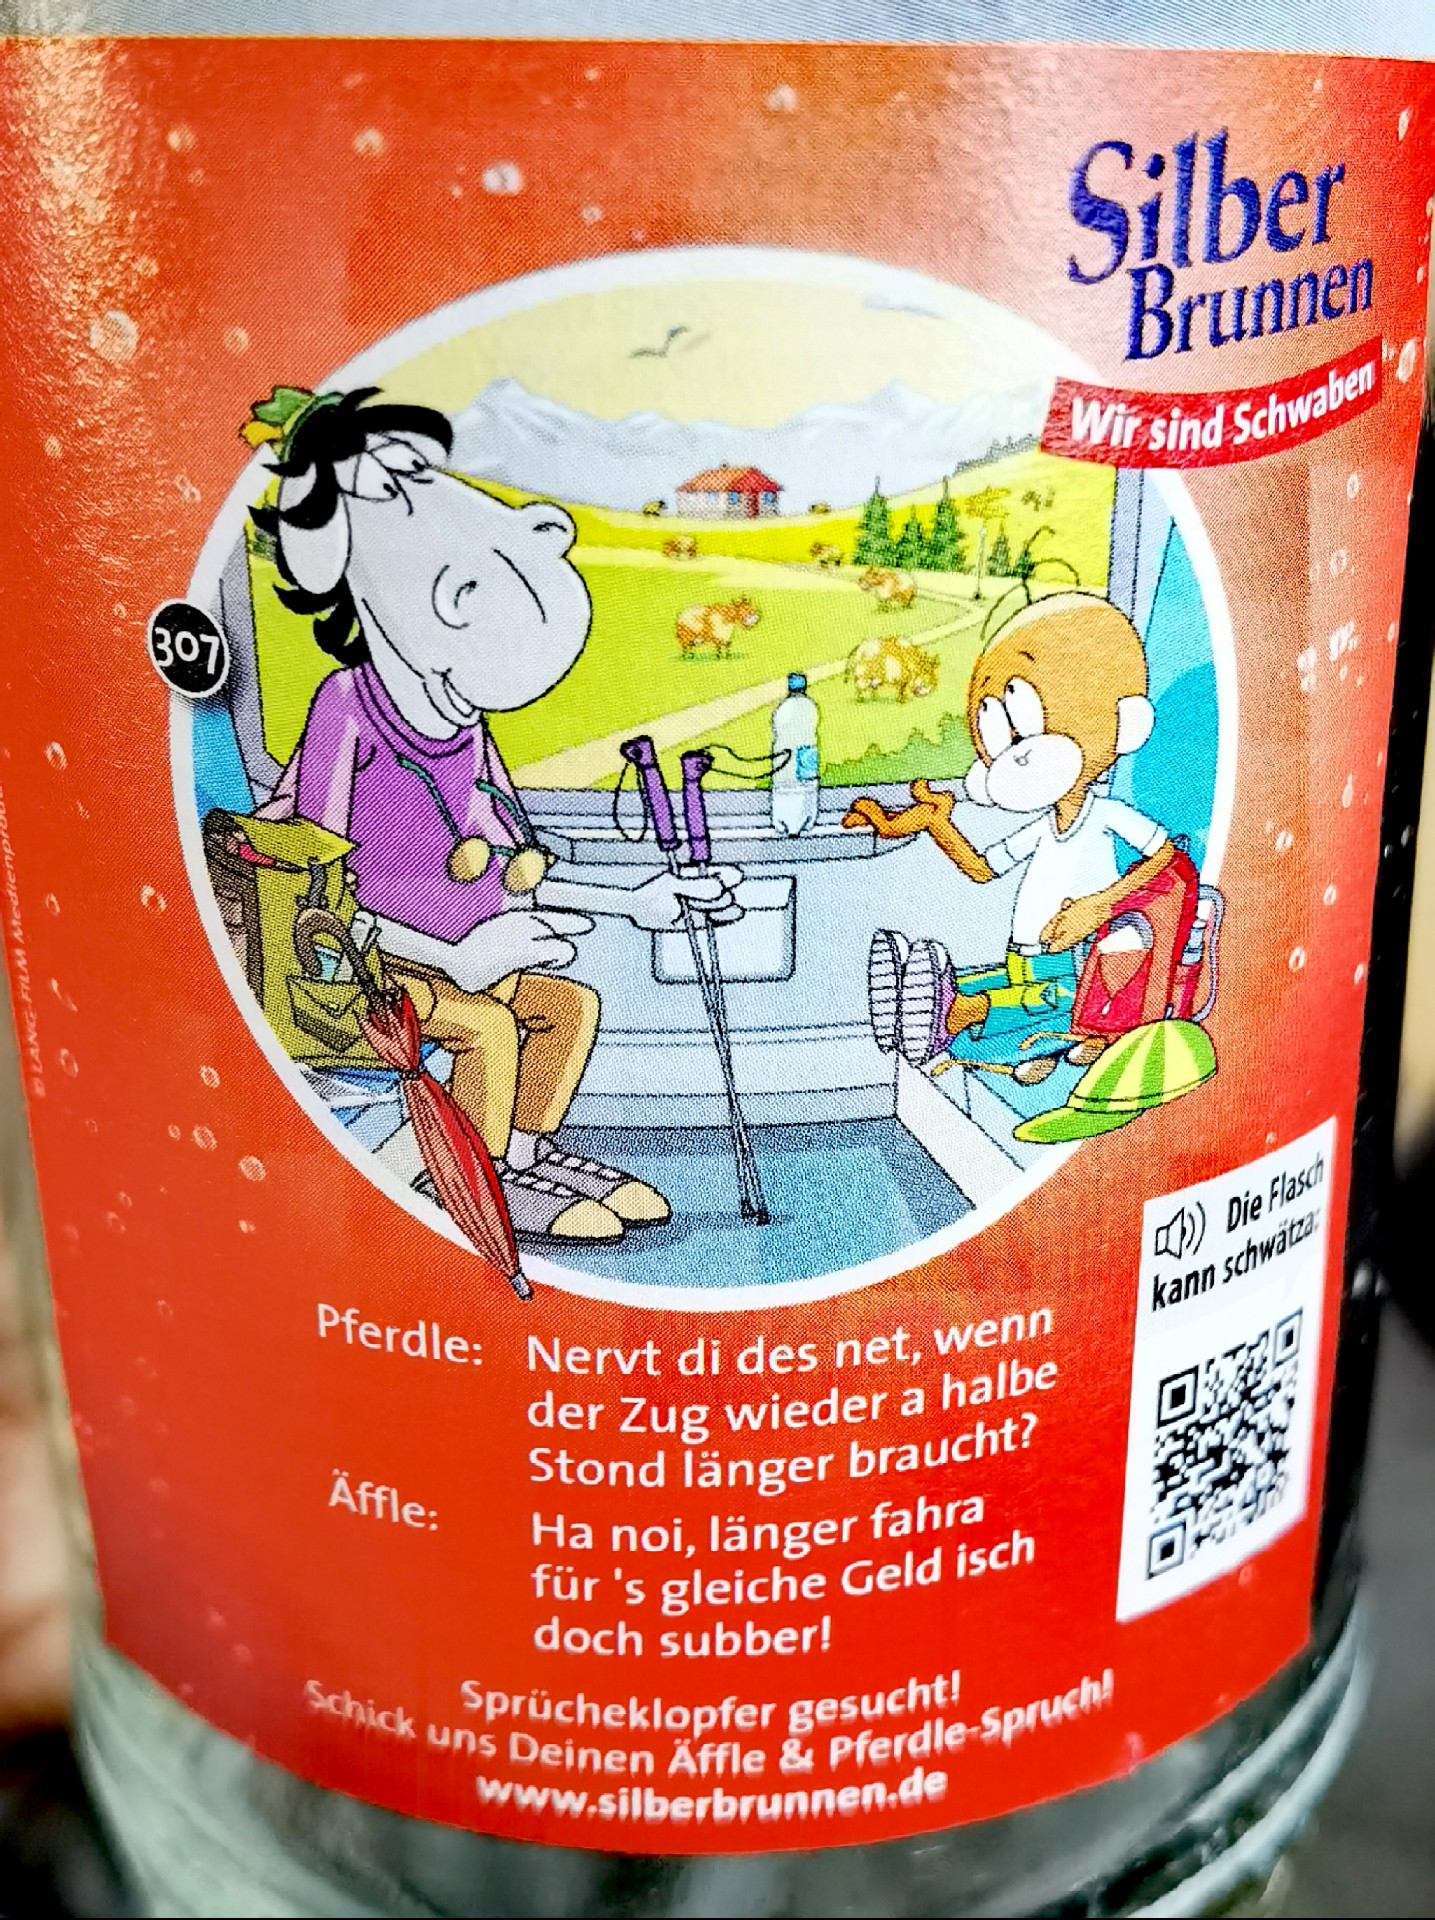 Silber
Brunnen
Wir sind Schwaben
307
Die Flasch
kann schwätza:
Pferdle: Nervt di des net, wenn
der Zug wieder a halbe
Stond länger braucht?
Äffle: Ha noi, länger fahra
für 's gleiche Geld isch
doch subber!
Sprücheklopfer gesucht!
Schick uns Deinen Äffle & Pferdle-Spruch!
www.silberbrunnen.de
© LANG-FILM